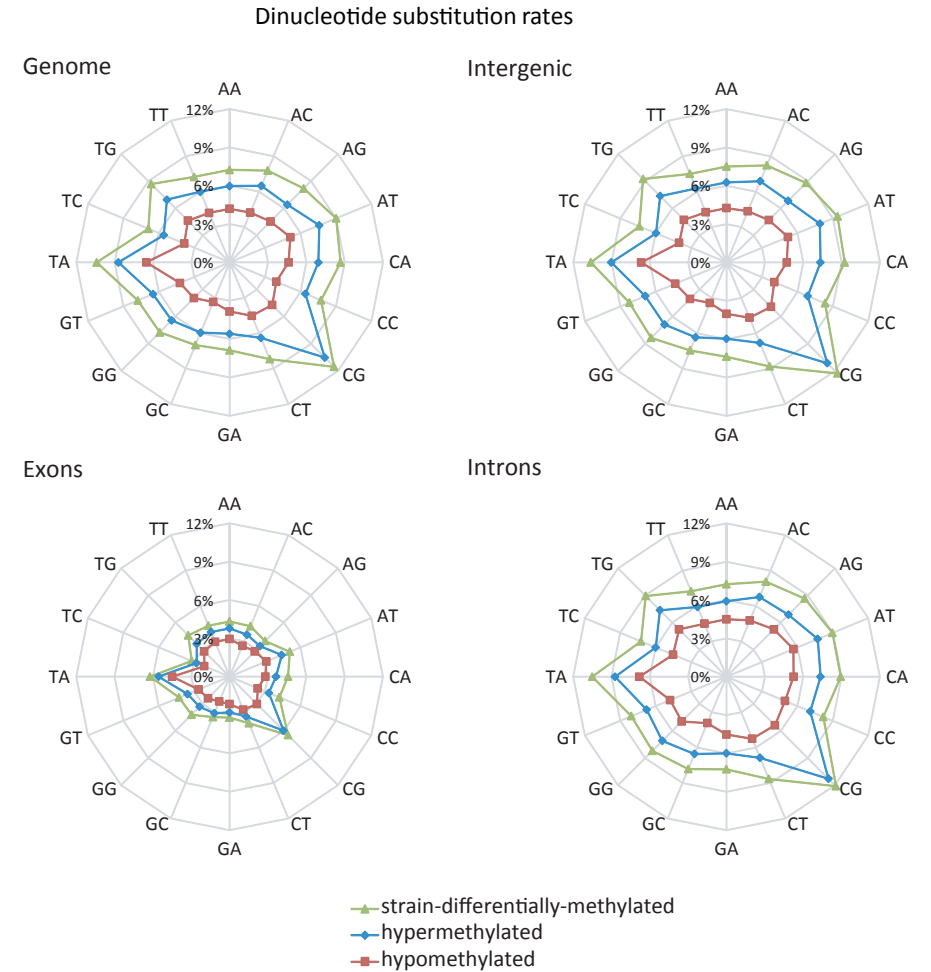 Dinucleotide substitution rates
Genome
AA
AC
AG
AT
CA
CC
CG
CT
GA
GC
GG
GT
TA
TC
TG
TT
12%
9%
6%
3%
0%
Intergenic
AA
AC
AG
AT
CA
CC
CG
CT
GA
GC
GG
GT
TA
TC
TG
TT
12%
9%
6%
3%
0%
Exons
AA
AC
AG
AT
CA
CC
CG
CT
GA
GC
GG
GT
TA
TC
TG
TT
12%
9%
6%
3%
0%
Introns
AA
AC
AG
AT
CA
CC
CG
CT
GA
GC
GG
GT
TA
TC
TG
TT
12%
9%
6%
3%
0%
strain-differentially-methylated
hypermethylated
hypomethylated